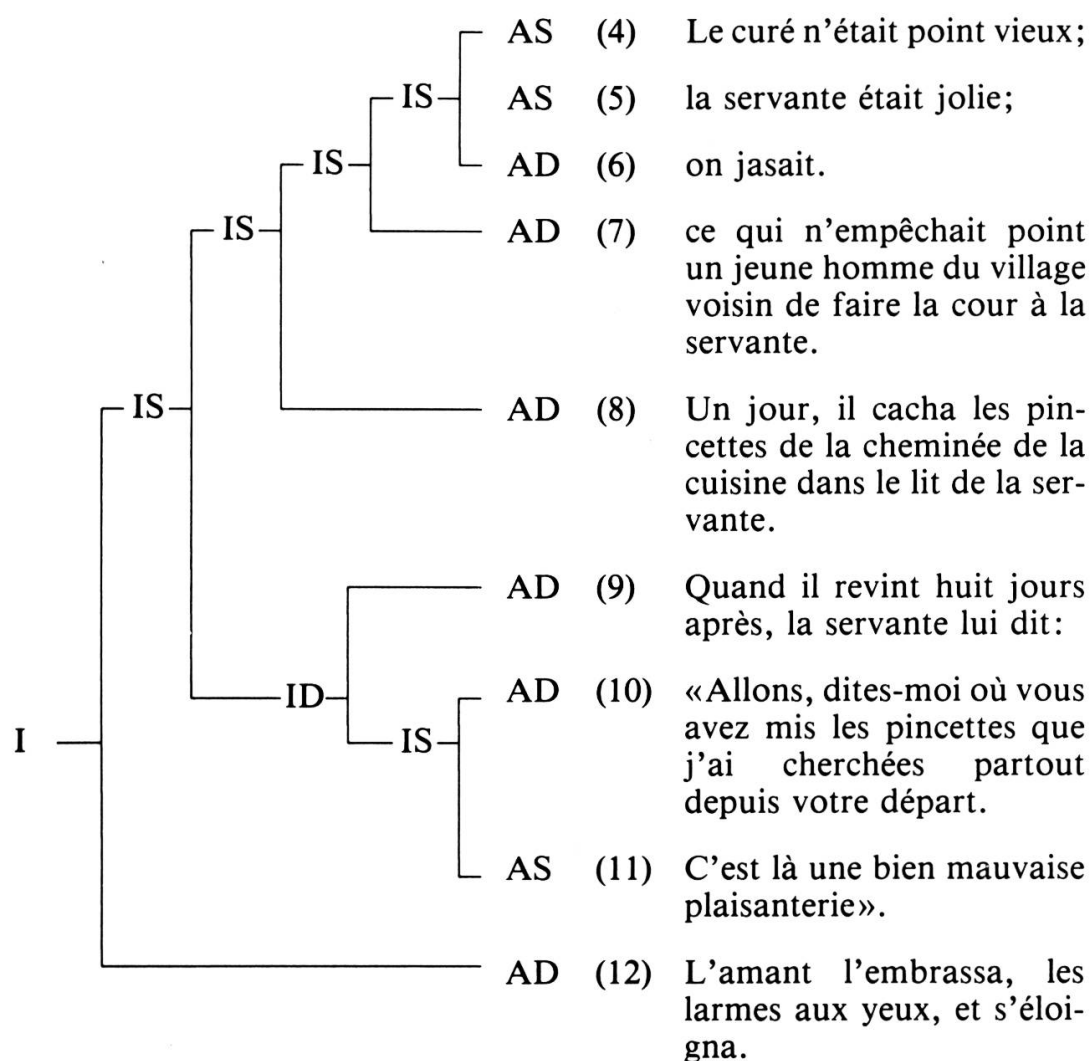 AS (4) Le curé n'était point vieux;
IS AS (5) la servante était jolie;
IS AD (6) on jasait.
IS AD (7) ce qui n'empêchait point
un jeune homme du village
voisin de faire la cour à la
servante.
IS AD (8) Un jour, il cacha les pin-
cettes de la cheminée de la
cuisine dans le lit de la ser-
vante.
AD (9) Quand il revint huit jours
après, la servante lui dit:
ID AD (10) «Allons, dites-moi où vous
I IS avez mis les pincettes que
j'ai cherchées partout
depuis votre départ.
AS (11) C'est là une bien mauvaise
plaisanterie».
AD (12) L'amant l'embrassa, les
larmes aux yeux, et s'éloi-
gna.